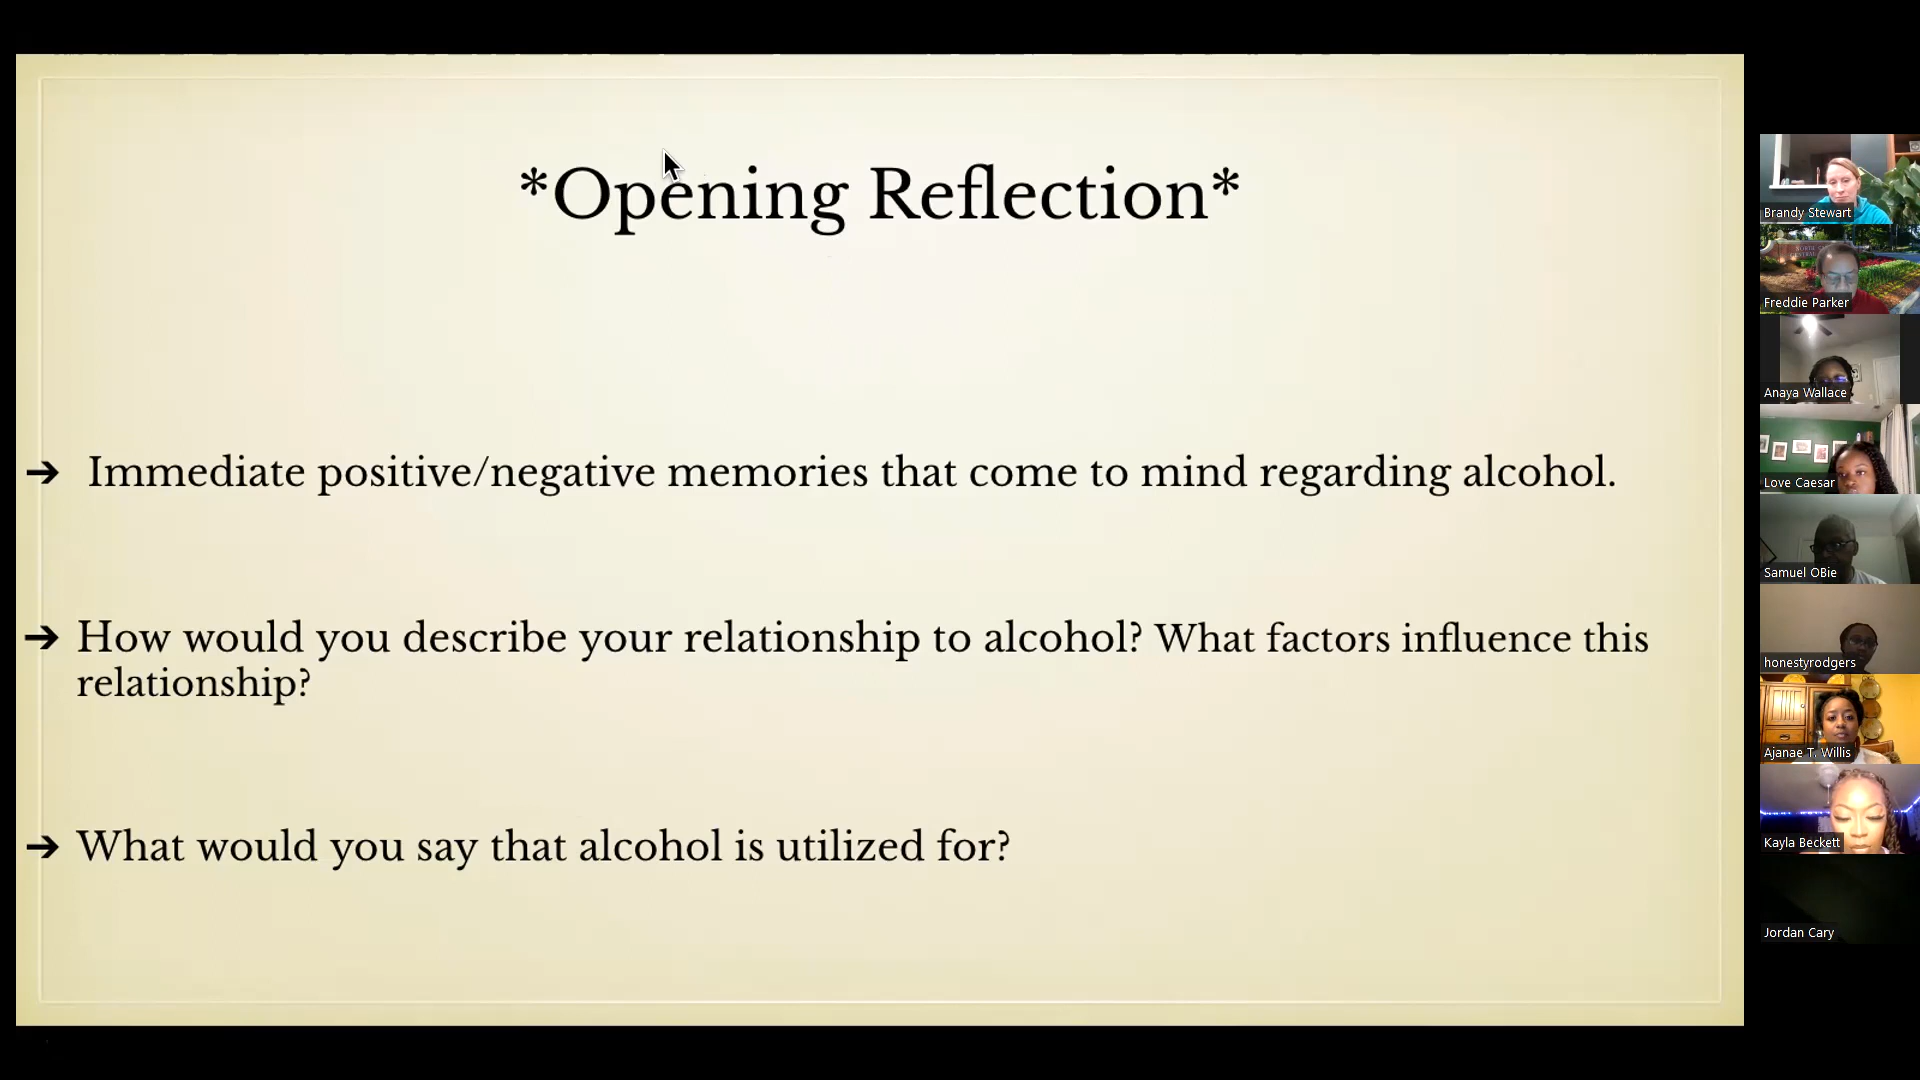 *Opening Reflection*
➔ Immediate positive/negative memories that come to mind regarding alcohol.
➔ How would you describe your relationship to alcohol? What factors influence this
relationship?
➔ What would you say that alcohol is utilized for?
Brandy Stewart
Freddie Parker
Anaya Wallace
Love Caesar
Samuel OBie
honestyrodgers
Ajanae T. Willis
Kayla Beckett
Jordan Cary